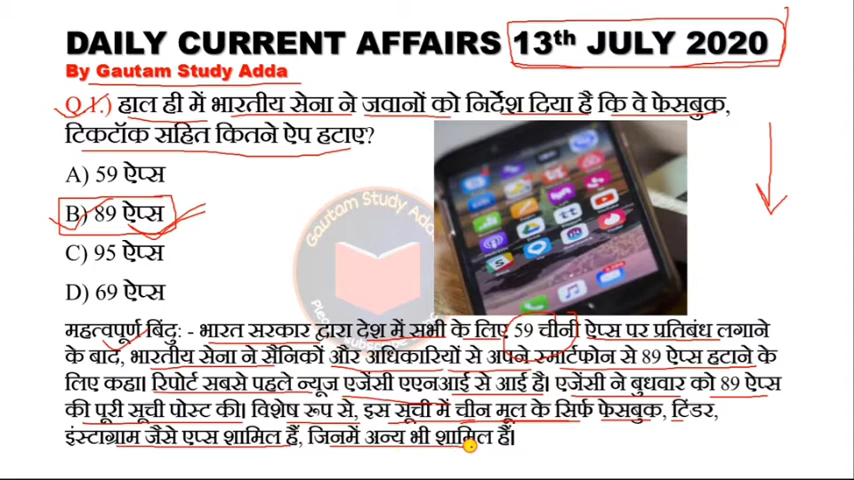 DAILY CURRENT AFFAIRS 13th JULY 2020
By Gautam Study Adda
Q 1.) हाल ही में भारतीय सेना ने जवानों को निर्देश दिया है कि वे फेसबुक,
टिकटॉक सहित कितने ऐप हटाए?
A) 59 ऐप्स
B) 89 ऐप्स
C) 95 ऐप्स
D) 69 ऐप्स
Gautam Study Adda
महत्वपूर्ण बिंदु: - भारत सरकार द्वारा देश में सभी के लिए 59 चीनी ऐप्स पर प्रतिबंध लगाने
के बाद, भारतीय सेना ने सैनिकों और अधिकारियों से अपने स्मार्टफोन से 89 ऐप्स हटाने के
लिए कहा। रिपोर्ट सबसे पहले न्यूज एजेंसी एएनआई से आई है। एजेंसी ने बुधवार को 89 ऐप्स
की पूरी सूची पोस्ट की। विशेष रूप से, इस सूची में चीन मूल के सिर्फ फ़ेसबुक, टिंडर,
इंस्टाग्राम जैसे एप्स शामिल हैं, जिनमें अन्य भी शामिल हैं।